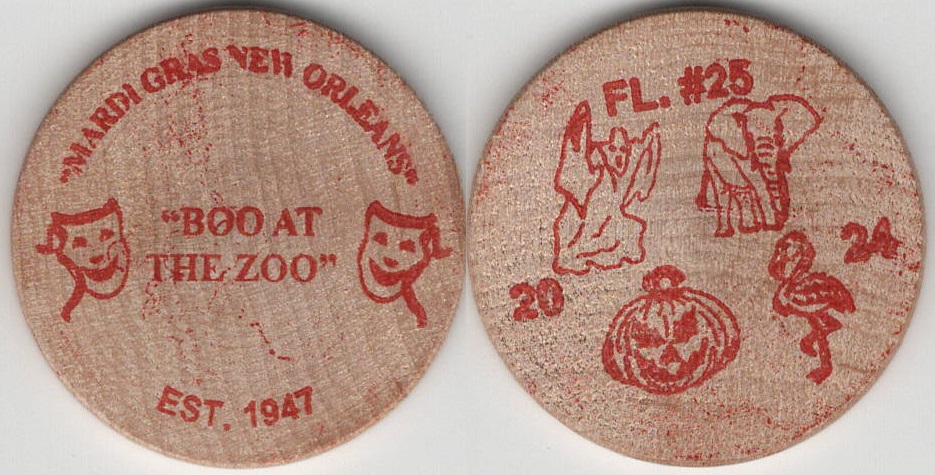 "MARDI GRAS NEW ORLEANS"
"BOO AT
THE ZOO"
EST. 1947
FL. #25
20 24